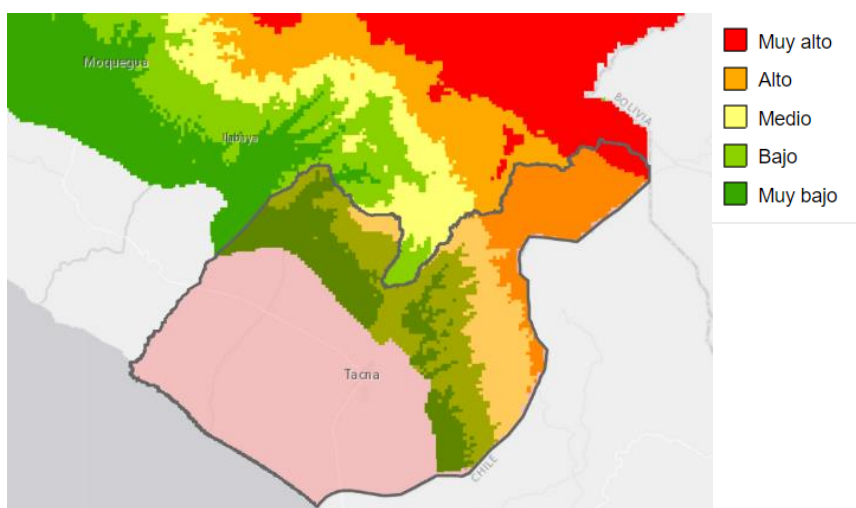 Moquegua
Ilabaya
BOLIVIA
Tacna
CHILE
Muy alto
Alto
Medio
Bajo
Muy bajo